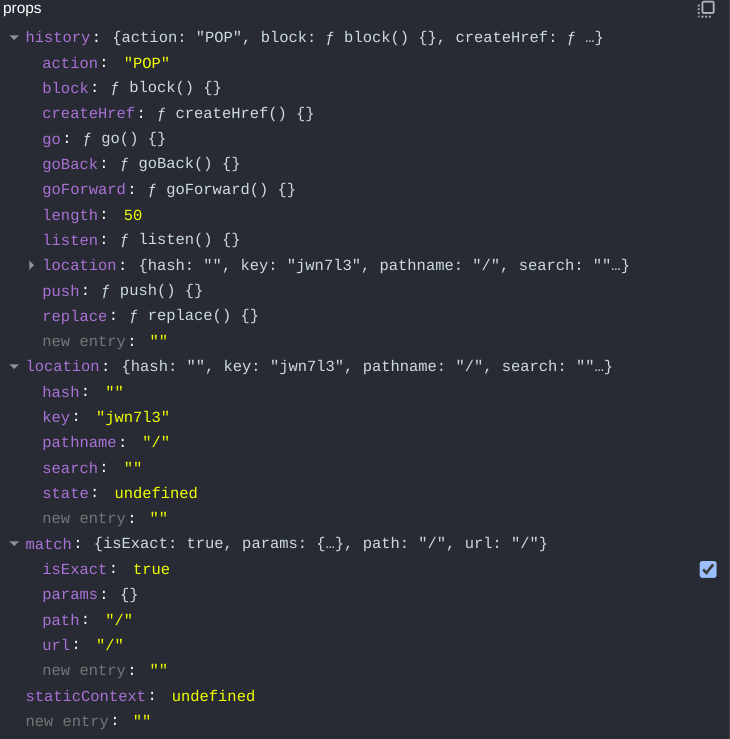 props
history: {action: "POP", block: ƒ block() {}, createHref: ƒ …}
action: "POP"
block: ƒ block() {}
createHref: ƒ createHref() {}
go: ƒ go() {}
goBack: ƒ goBack() {}
goForward: ƒ goForward() {}
length: 50
listen: ƒ listen() {}
location: {hash: "", key: "jwn7l3", pathname: "/", search: ""…}
push: ƒ push() {}
replace: ƒ replace() {}
new entry: ""
location: {hash: "", key: "jwn7l3", pathname: "/", search: ""…}
hash: ""
key: "jwn7l3"
pathname: "/"
search: ""
state: undefined
new entry: ""
match: {isExact: true, params: {…}, path: "/", url: "/"}
isExact: true
params: {}
path: "/"
url: "/"
new entry: ""
staticContext: undefined
new entry: ""